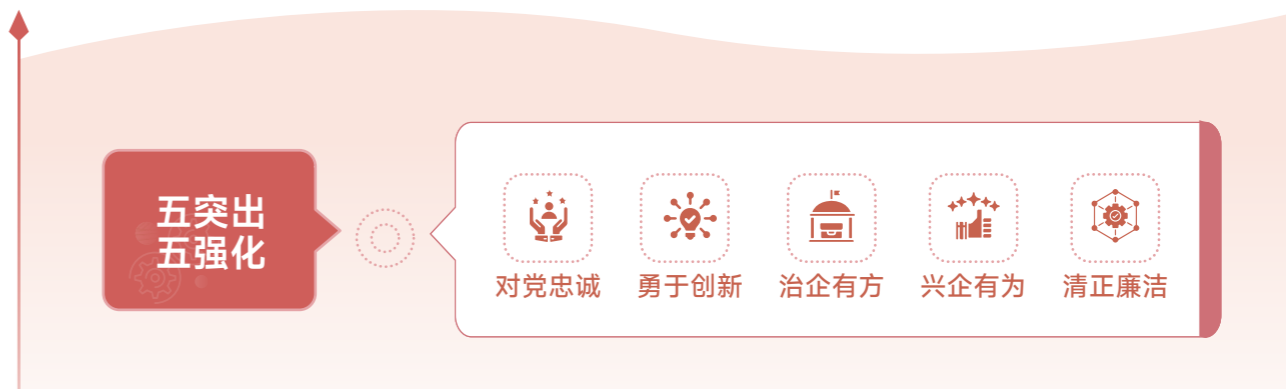 五突出
五强化
对党忠诚
勇于创新
治企有方
兴企有为
清正廉洁